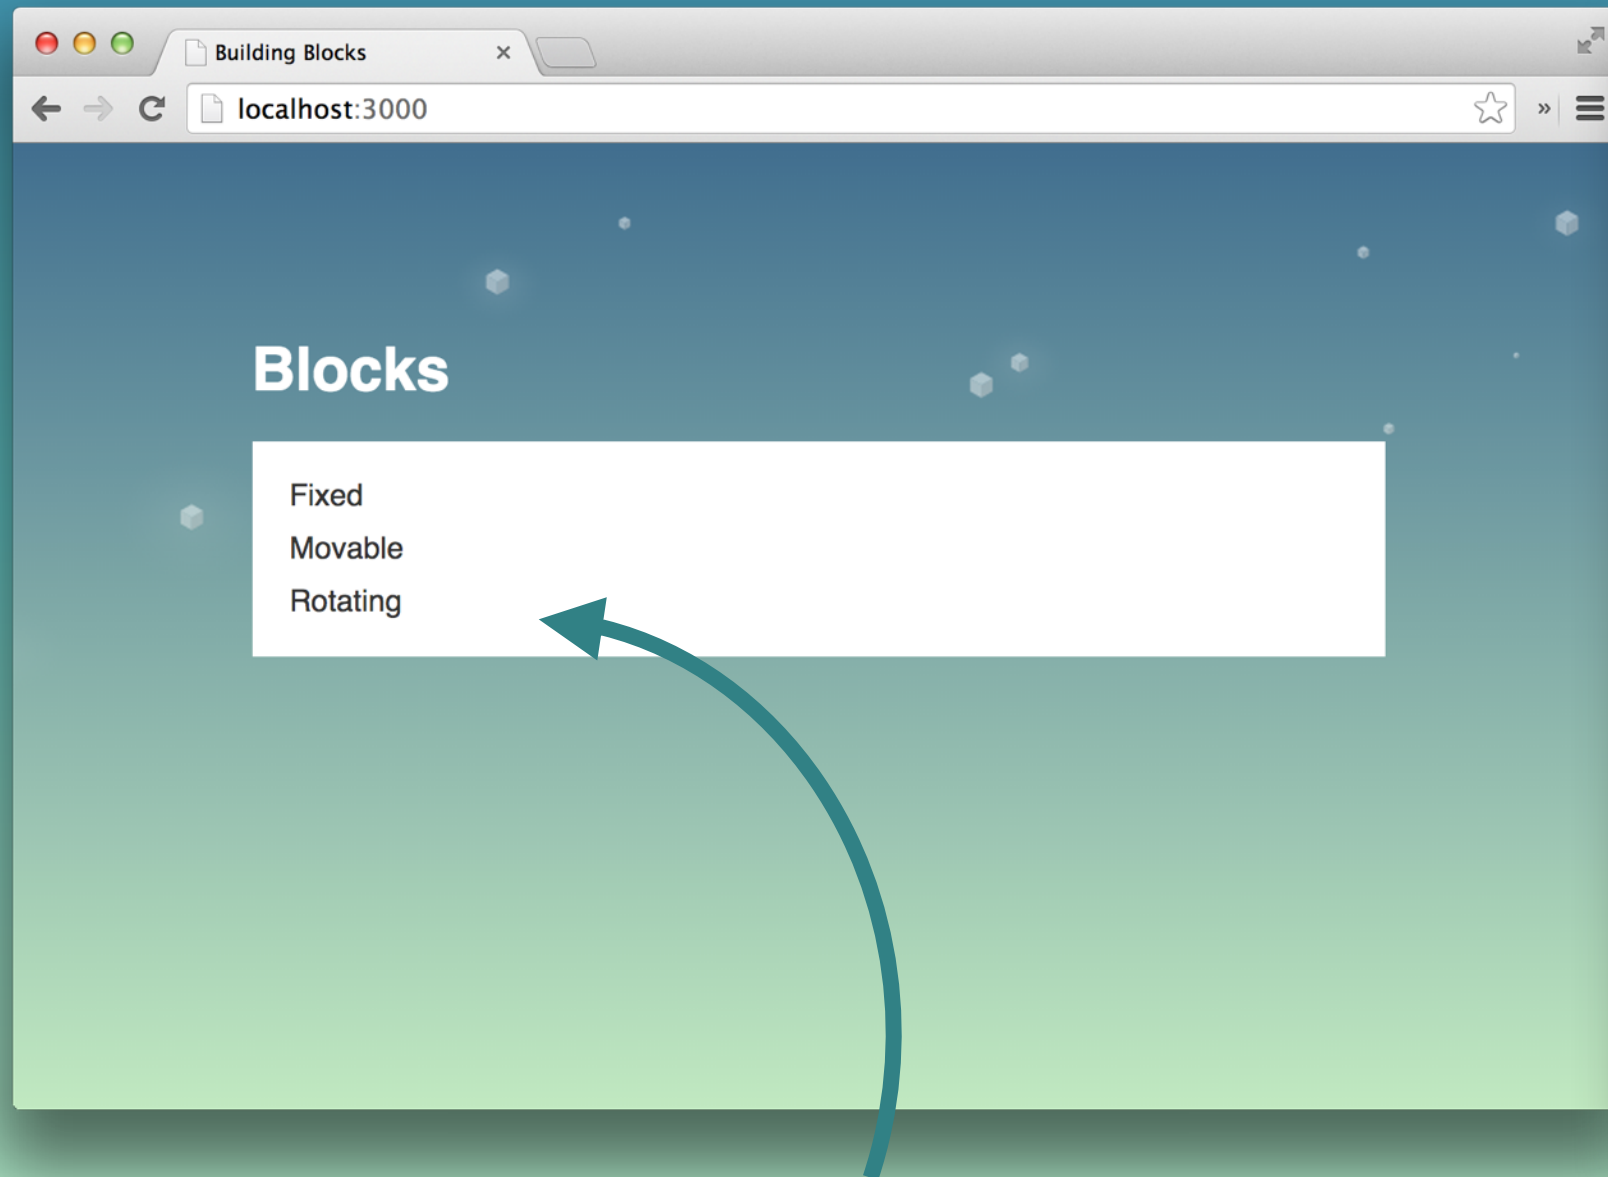 Building Blocks
localhost:3000
Blocks
Fixed
Movable
Rotating